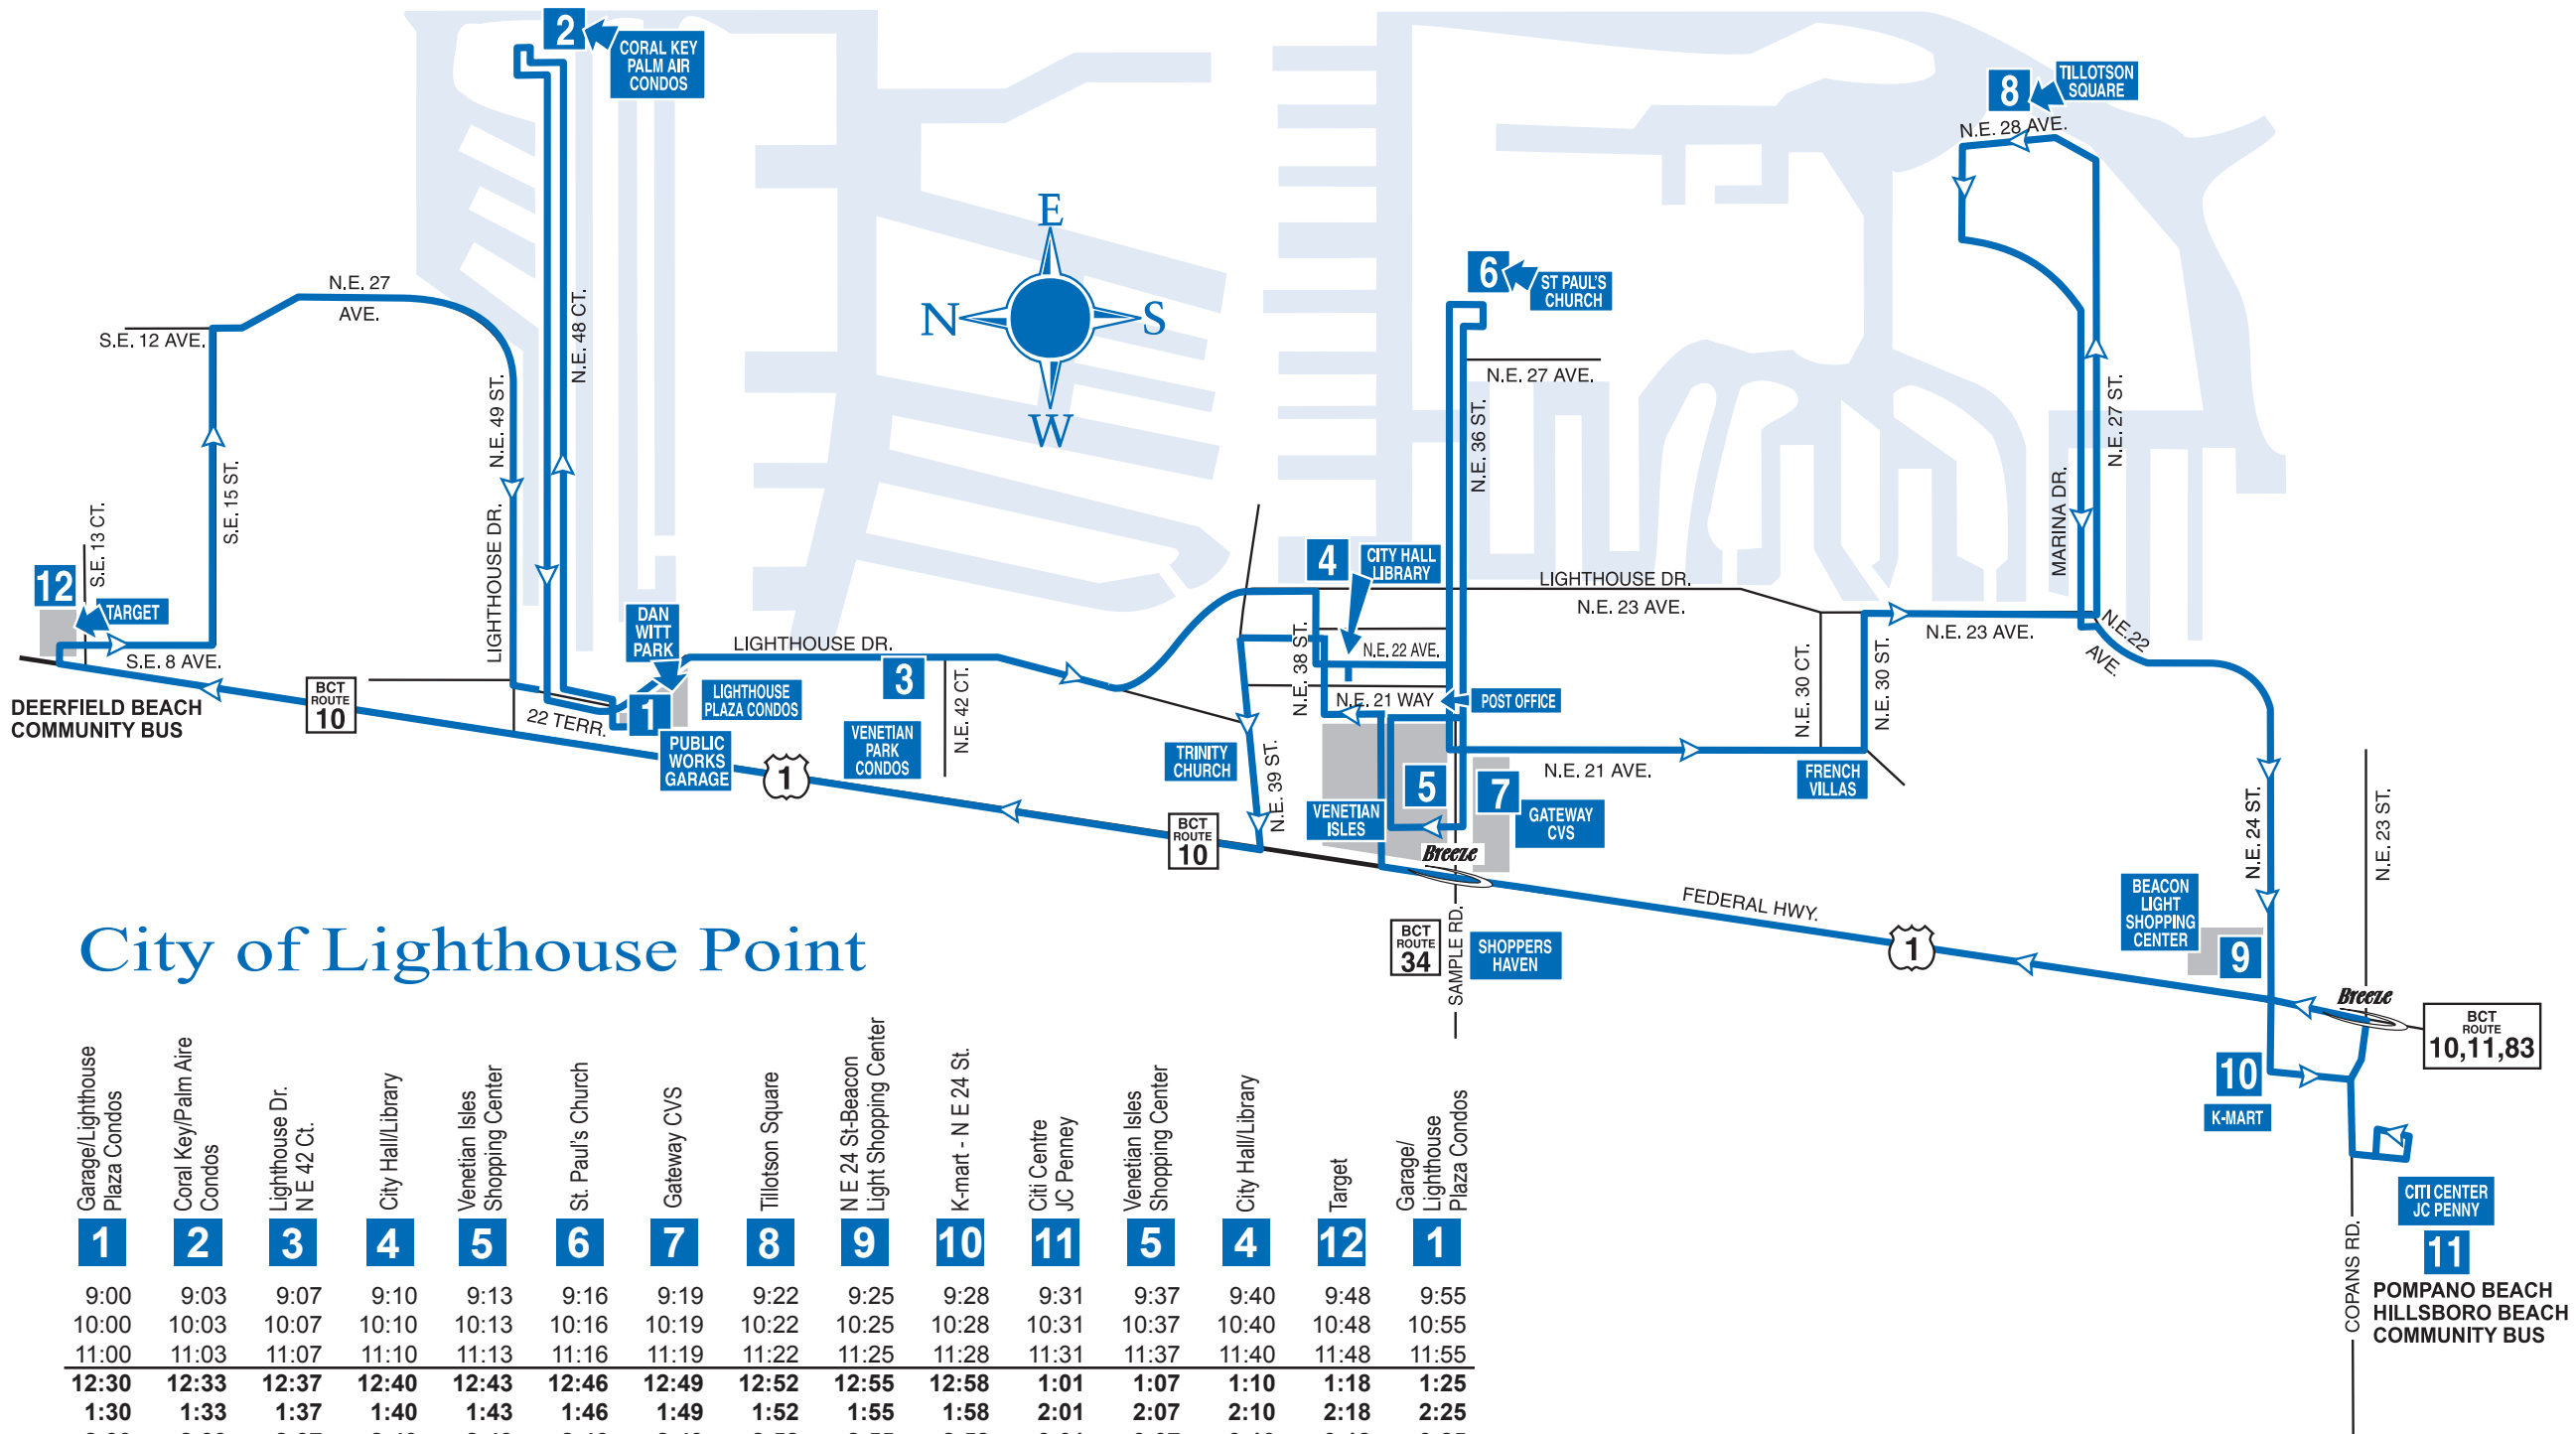 2
CORAL KEY
PALM AIR
CONDOS
8
TILLOTSON
SQUARE
N.E. 28 AVE.
E
N
S
W
6
ST PAUL'S
CHURCH
N.E. 27
AVE.
S.E. 12 AVE.
N.E. 48 CT.
N.E. 49 ST.
LIGHTHOUSE DR.
S.E. 15 ST.
S.E. 13 CT.
N.E. 27 AVE.
N.E. 36 ST.
N.E. 27 ST.
MARINA DR.
12
TARGET
S.E. 8 AVE.
DEERFIELD BEACH
COMMUNITY BUS
BCT
ROUTE
10
22 TERR.
DAN
WITT
PARK
1
LIGHTHOUSE
PLAZA CONDOS
PUBLIC
WORKS
GARAGE
LIGHTHOUSE DR.
3
VENETIAN
PARK
CONDOS
N.E. 42 CT.
1
4
CITY HALL
LIBRARY
LIGHTHOUSE DR.
N.E. 23 AVE.
N.E. 38 ST.
N.E. 22 AVE.
N.E. 21 WAY
POST OFFICE
TRINITY
CHURCH
N.E. 39 ST.
BCT
ROUTE
10
VENETIAN
ISLES
5
7
GATEWAY
CVS
Breeze
N.E. 21 AVE.
FRENCH
VILLAS
N.E. 30 CT.
N.E. 30 ST.
N.E. 23 AVE.
N.E. 22
AVE.
N.E. 24 ST.
N.E. 23 ST.
FEDERAL HWY.
1
BCT
ROUTE
34
SAMPLE RD.
SHOPPERS
HAVEN
BEACON
LIGHT
SHOPPING
CENTER
9
Breeze
BCT
ROUTE
10,11,83
10
K-MART
COPANS RD.
CITI CENTER
JC PENNY
11
POMPANO BEACH
HILLSBORO BEACH
COMMUNITY BUS
City of Lighthouse Point
Garage/Lighthouse
Plaza Condos
Coral Key/Palm Aire
Condos
Lighthouse Dr.
N E 42 Ct.
City Hall/Library
Venetian Isles
Shopping Center
St. Paul's Church
Gateway CVS
Tillotson Square
N E 24 St-Beacon
Light Shopping Center
K-mart - N E 24 St.
Citi Centre
JC Penney
Venetian Isles
Shopping Center
City Hall/Library
Target
Garage/
Lighthouse
Plaza Condos
1 2 3 4 5 6 7 8 9 10 11 5 4 12 1
9:00 9:03 9:07 9:10 9:13 9:16 9:19 9:22 9:25 9:28 9:31 9:37 9:40 9:48 9:55
10:00 10:03 10:07 10:10 10:13 10:16 10:19 10:22 10:25 10:28 10:31 10:37 10:40 10:48 10:55
11:00 11:03 11:07 11:10 11:13 11:16 11:19 11:22 11:25 11:28 11:31 11:37 11:40 11:48 11:55
12:30 12:33 12:37 12:40 12:43 12:46 12:49 12:52 12:55 12:58 1:01 1:07 1:10 1:18 1:25
1:30 1:33 1:37 1:40 1:43 1:46 1:49 1:52 1:55 1:58 2:01 2:07 2:10 2:18 2:25